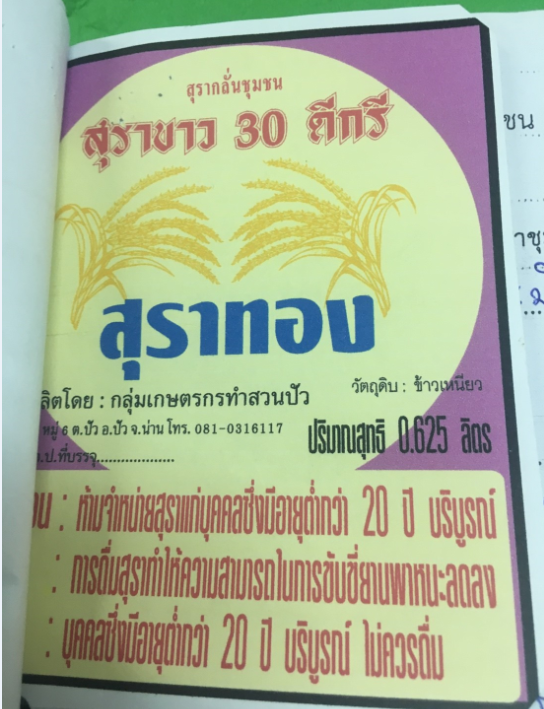 สุรากลั่นชุมชน
สุราขาว 30 ดีกรี
สุราทอง
ลิตโดย : กลุ่มเกษตรกรทำสวนปัว
วัตถุดิบ : ข้าวเหนียว
หมู่ 6 ต.ปัว อ.ปัว จ.น่าน โทร. 081-0316117
ปริมาณสุทธิ 0.625 ลิตร
ด.ป.ที่บรรจุ...................
: ห้ามจำหน่ายสุราแก่บุคคลซึ่งมีอายุต่ำกว่า 20 ปี บริบูรณ์
: การดื่มสุราทำให้ความสามารถในการขับขี่ยานพาหนะลดลง
: บุคคลซึ่งมีอายุต่ำกว่า 20 ปี บริบูรณ์ ไม่ควรดื่ม
ชน